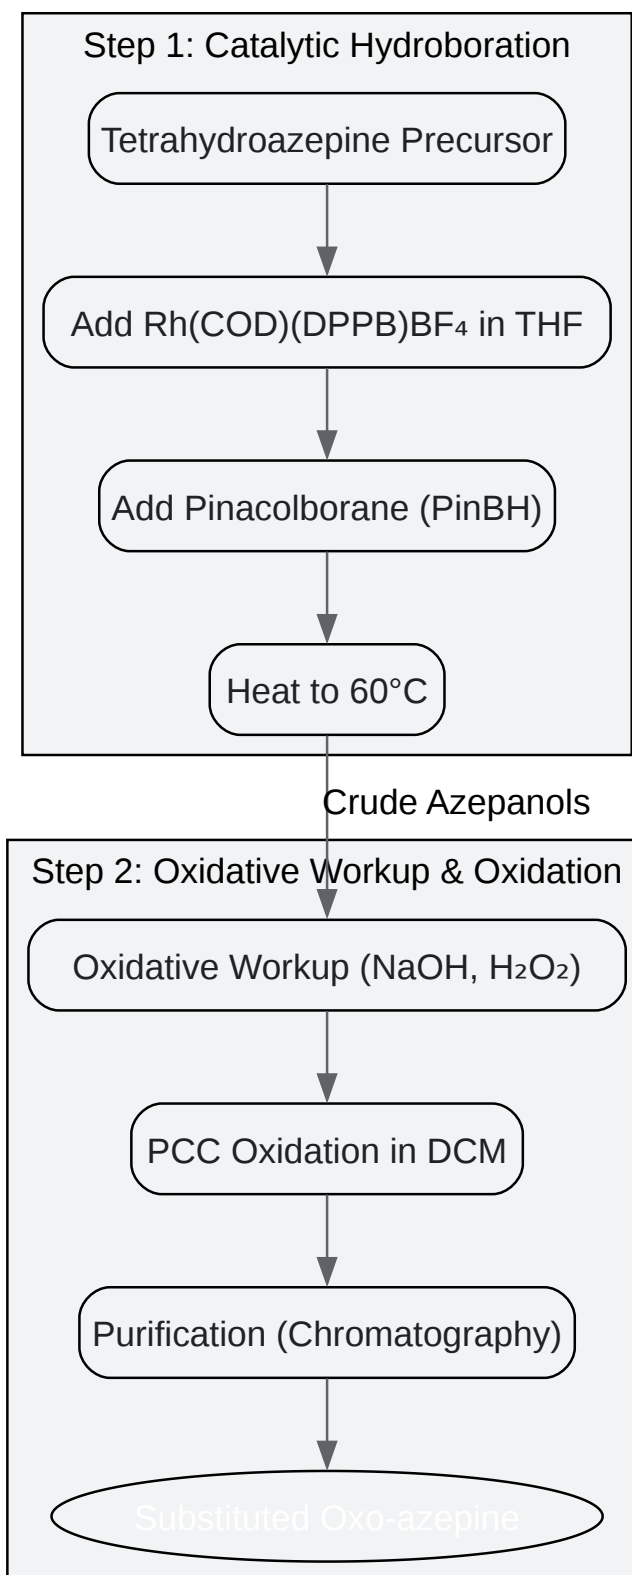 Step 1: Catalytic Hydroboration
Tetrahydroazepine Precursor
Add Rh(COD)(DPPB)BF₄ in THF
Add Pinacolborane (PinBH)
Heat to 60°C
Crude Azepanols
Step 2: Oxidative Workup & Oxidation
Oxidative Workup (NaOH, H₂O₂)
PCC Oxidation in DCM
Purification (Chromatography)
Substituted Oxo-azepine